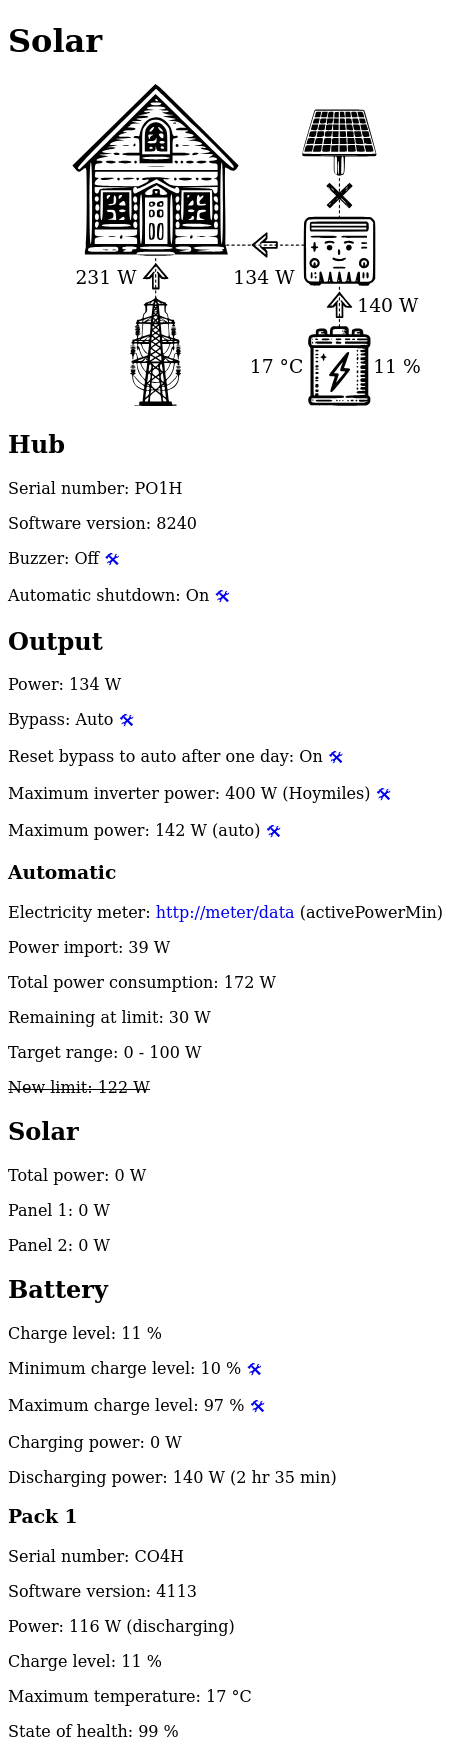 Solar
231 W
134 W
140 W
17 °C
11 %
Hub
Serial number: PO1H
Software version: 8240
Buzzer: Off 🛠
Automatic shutdown: On 🛠
Output
Power: 134 W
Bypass: Auto 🛠
Reset bypass to auto after one day: On 🛠
Maximum inverter power: 400 W (Hoymiles) 🛠
Maximum power: 142 W (auto) 🛠
Automatic
Electricity meter: http://meter/data (activePowerMin)
Power import: 39 W
Total power consumption: 172 W
Remaining at limit: 30 W
Target range: 0 - 100 W
New limit: 122 W
Solar
Total power: 0 W
Panel 1: 0 W
Panel 2: 0 W
Battery
Charge level: 11 %
Minimum charge level: 10 % 🛠
Maximum charge level: 97 % 🛠
Charging power: 0 W
Discharging power: 140 W (2 hr 35 min)
Pack 1
Serial number: CO4H
Software version: 4113
Power: 116 W (discharging)
Charge level: 11 %
Maximum temperature: 17 °C
State of health: 99 %